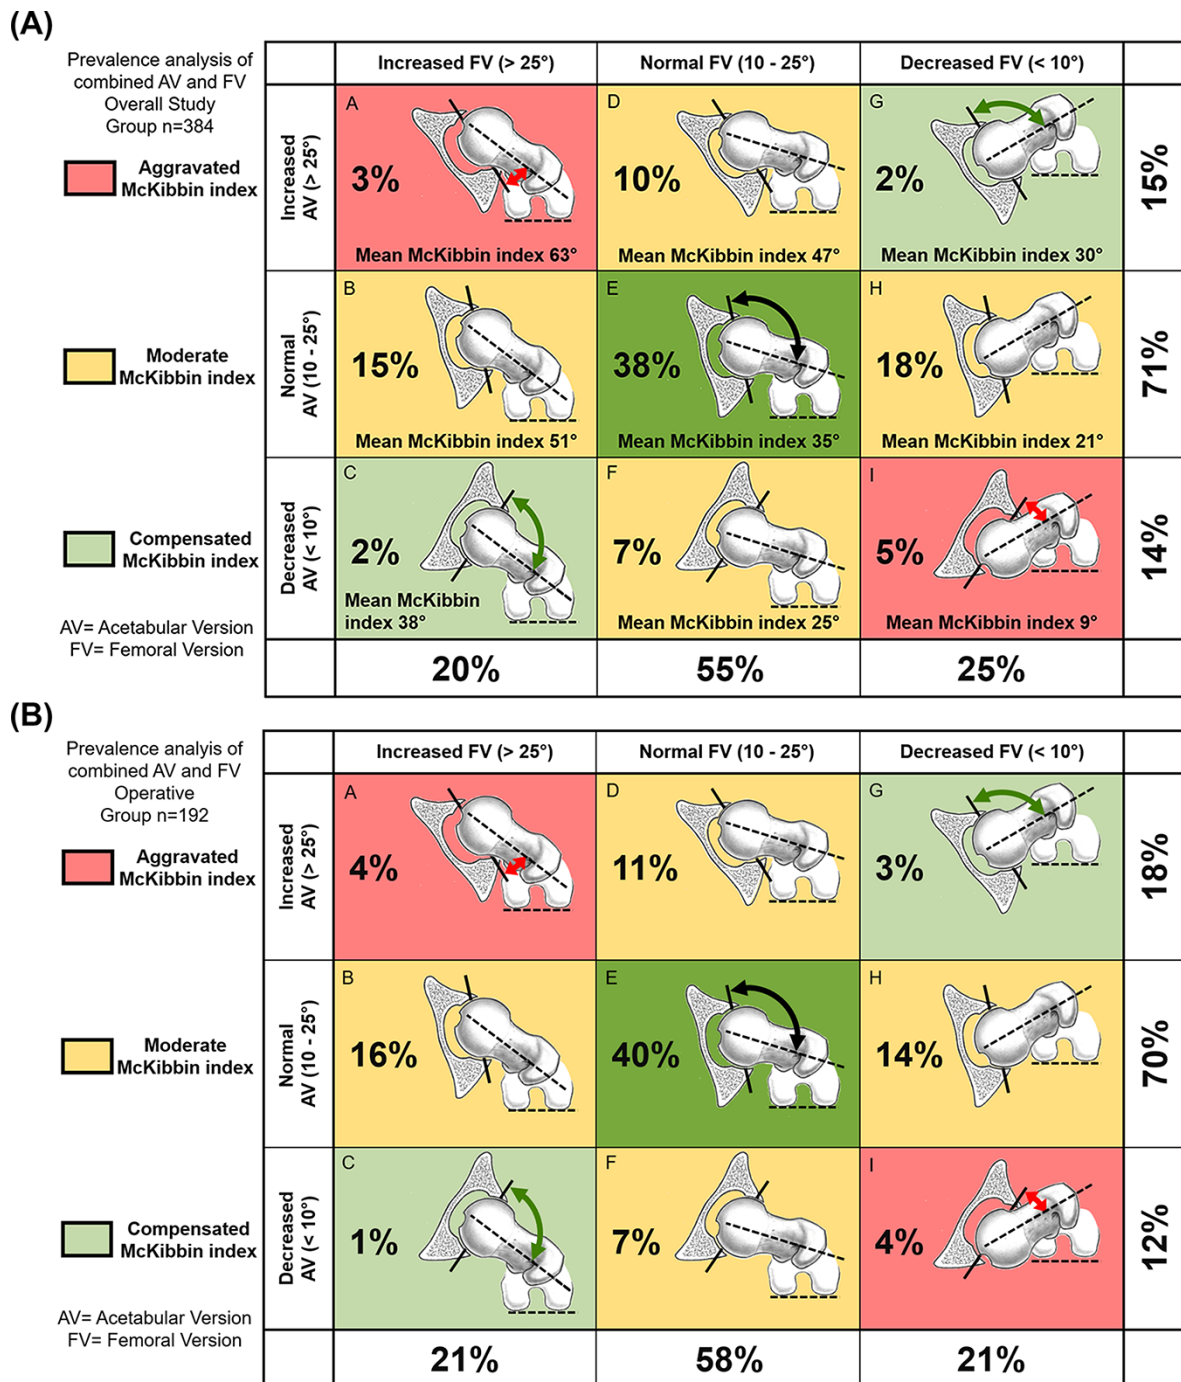 (A)
Prevalence analysis of
combined AV and FV
Overall Study
Group n=384
Aggravated
McKibbin index
Moderate
McKibbin index
Compensated
McKibbin index
AV= Acetabular Version
FV= Femoral Version
Increased FV (> 25°)
Normal FV (10 - 25°)
Decreased FV (< 10°)
Increased
AV (> 25°)
A
3%
Mean McKibbin index 63°
D
10%
Mean McKibbin index 47°
G
2%
Mean McKibbin index 30°
15%
Normal
AV (10 - 25°)
B
15%
Mean McKibbin index 51°
E
38%
Mean McKibbin index 35°
H
18%
Mean McKibbin index 21°
71%
Decreased
AV (< 10°)
C
2%
Mean McKibbin
index 38°
F
7%
Mean McKibbin index 25°
I
5%
Mean McKibbin index 9°
14%
20%
55%
25%
(B)
Prevalence analyis of
combined AV and FV
Operative
Group n=192
Aggravated
McKibbin index
Moderate
McKibbin index
Compensated
McKibbin index
AV= Acetabular Version
FV= Femoral Version
Increased FV (> 25°)
Normal FV (10 - 25°)
Decreased FV (< 10°)
Increased
AV (> 25°)
A
4%
D
11%
G
3%
18%
Normal
AV (10 - 25°)
B
16%
E
40%
H
14%
70%
Decreased
AV (< 10°)
C
1%
F
7%
I
4%
12%
21%
58%
21%